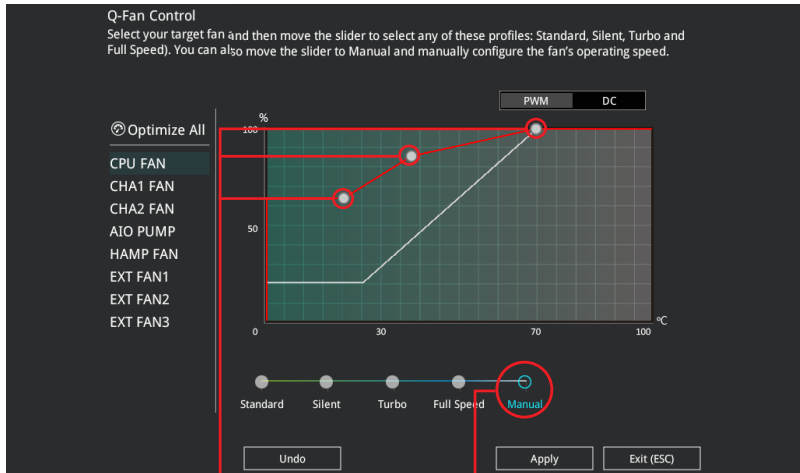 Q-Fan Control
Select your target fan and then move the slider to select any of these profiles: Standard, Silent, Turbo and
Full Speed). You can also move the slider to Manual and manually configure the fan's operating speed.
PWM DC
Optimize All
CPU FAN
CHA1 FAN
CHA2 FAN
AIO PUMP
HAMP FAN
EXT FAN1
EXT FAN2
EXT FAN3
%
100
50
0 30 70 100
ºC
Standard Silent Turbo Full Speed Manual
Undo Apply Exit (ESC)